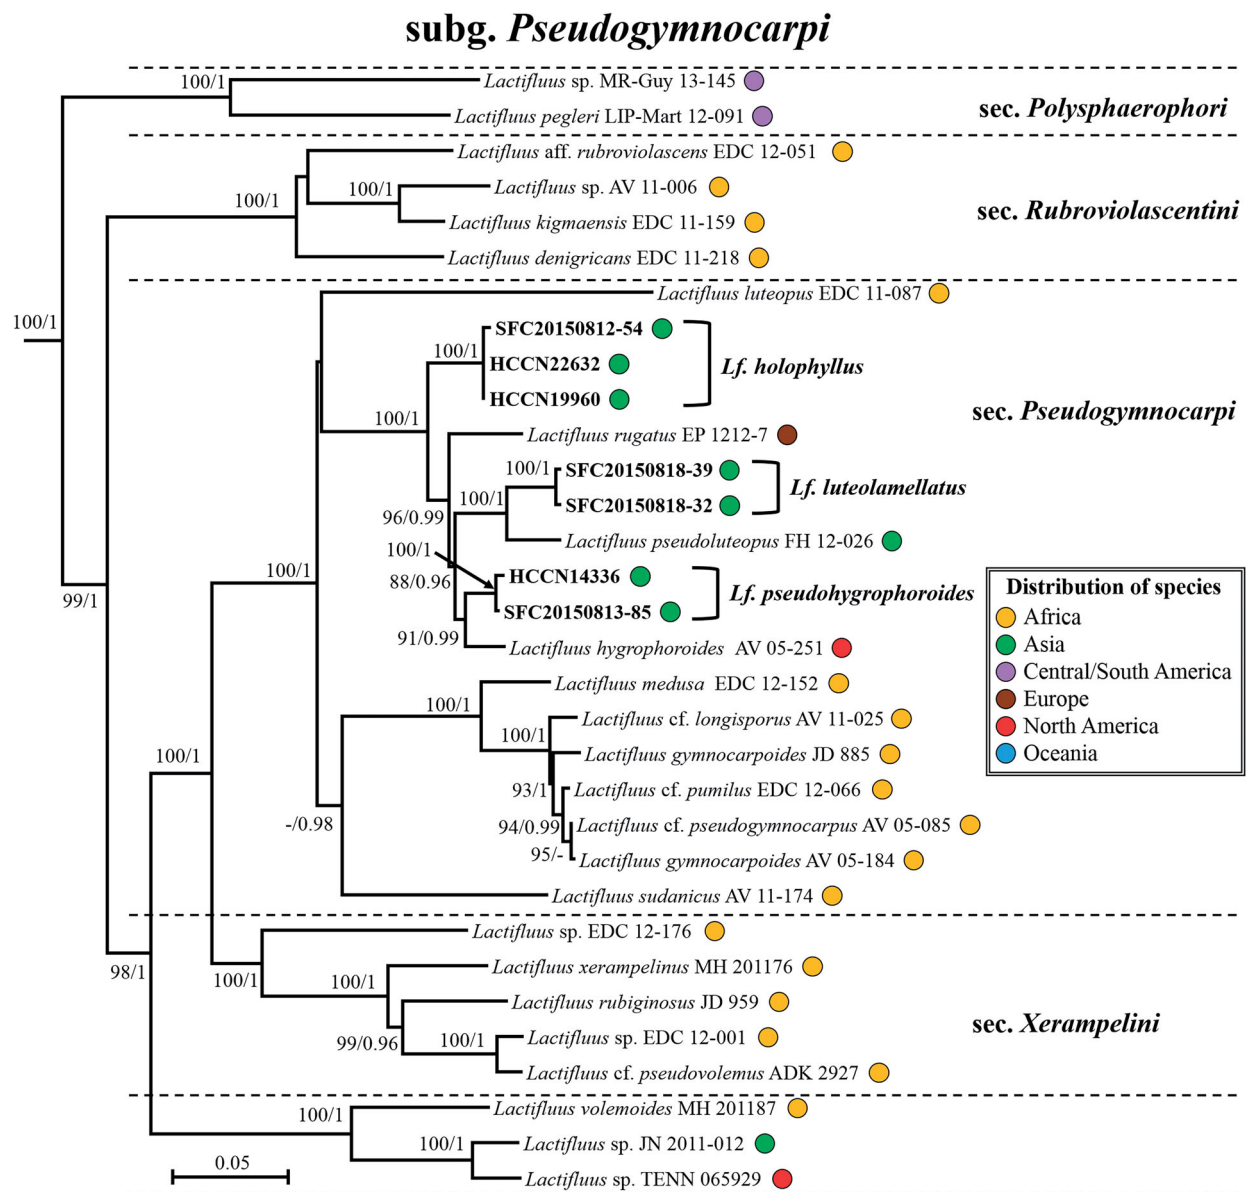 subg. Pseudogymnocarpi
100/1
Lactifluus sp. MR-Guy 13-145
Lactifluus pegleri LIP-Mart 12-091
sec. Polysphaerophori
Lactifluus aff. rubroviolascens EDC 12-051
100/1
100/1
Lactifluus sp. AV 11-006
Lactifluus kigmaensis EDC 11-159
Lactifluus denigricans EDC 11-218
sec. Rubroviolascentini
Lactifluus luteopus EDC 11-087
100/1
SFC20150812-54
100/1
HCCN22632
HCCN19960
Lf. holophyllus
100/1
sec. Pseudogymnocarpi
Lactifluus rugatus EP 1212-7
100/1
SFC20150818-39
SFC20150818-32
Lf. luteolamellatus
100/1
96/0.99
Lactifluus pseudoluteopus FH 12-026
100/1
88/0.96
100/1
HCCN14336
SFC20150813-85
Lf. pseudohygrophoroides
99/1
91/0.99
Lactifluus hygrophoroides AV 05-251
Lactifluus medusa EDC 12-152
100/1
Lactifluus cf. longisporus AV 11-025
100/1
Lactifluus gymnocarpoides JD 885
100/1
93/1
Lactifluus cf. pumilus EDC 12-066
-/0.98
94/0.99
Lactifluus cf. pseudogymnocarpus AV 05-085
95/-
Lactifluus gymnocarpoides AV 05-184
Lactifluus sudanicus AV 11-174
Distribution of species
Africa
Asia
Central/South America
Europe
North America
Oceania
Lactifluus sp. EDC 12-176
98/1
100/1
100/1
Lactifluus xerampelinus MH 201176
Lactifluus rubiginosus JD 959
99/0.96
100/1
Lactifluus sp. EDC 12-001
Lactifluus cf. pseudovolemus ADK 2927
sec. Xerampelini
100/1
Lactifluus volemoides MH 201187
100/1
Lactifluus sp. JN 2011-012
Lactifluus sp. TENN 065929
0.05